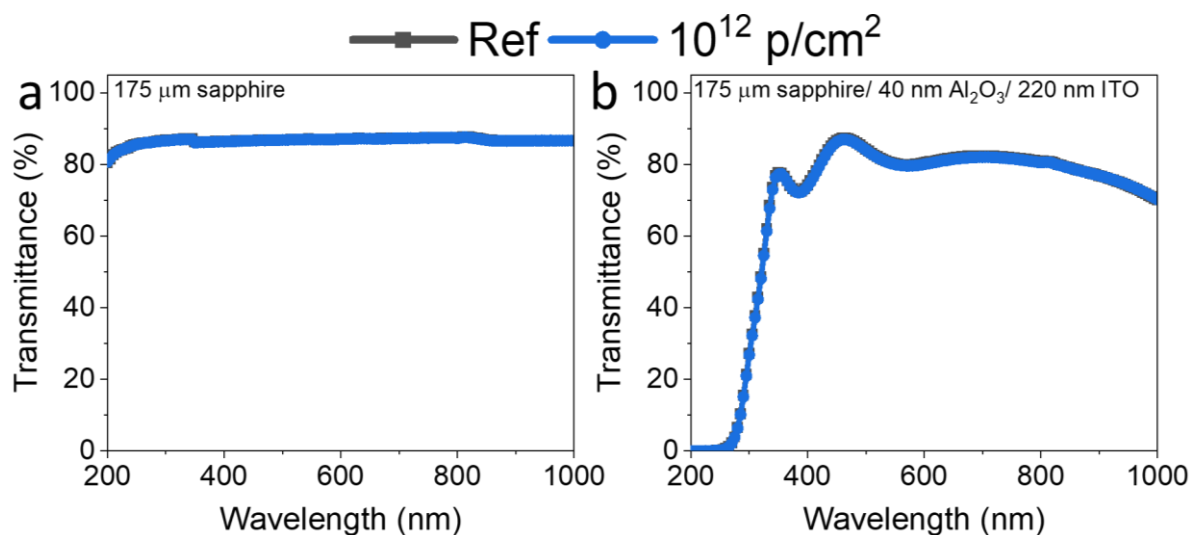 Ref 10¹² p/cm²
a
175 μm sapphire
100
80
60
40
20
0
200 400 600 800 1000
Transmittance (%)
Wavelength (nm)
b
175 μm sapphire/ 40 nm Al₂O₃/ 220 nm ITO
100
80
60
40
20
0
200 400 600 800 1000
Transmittance (%)
Wavelength (nm)